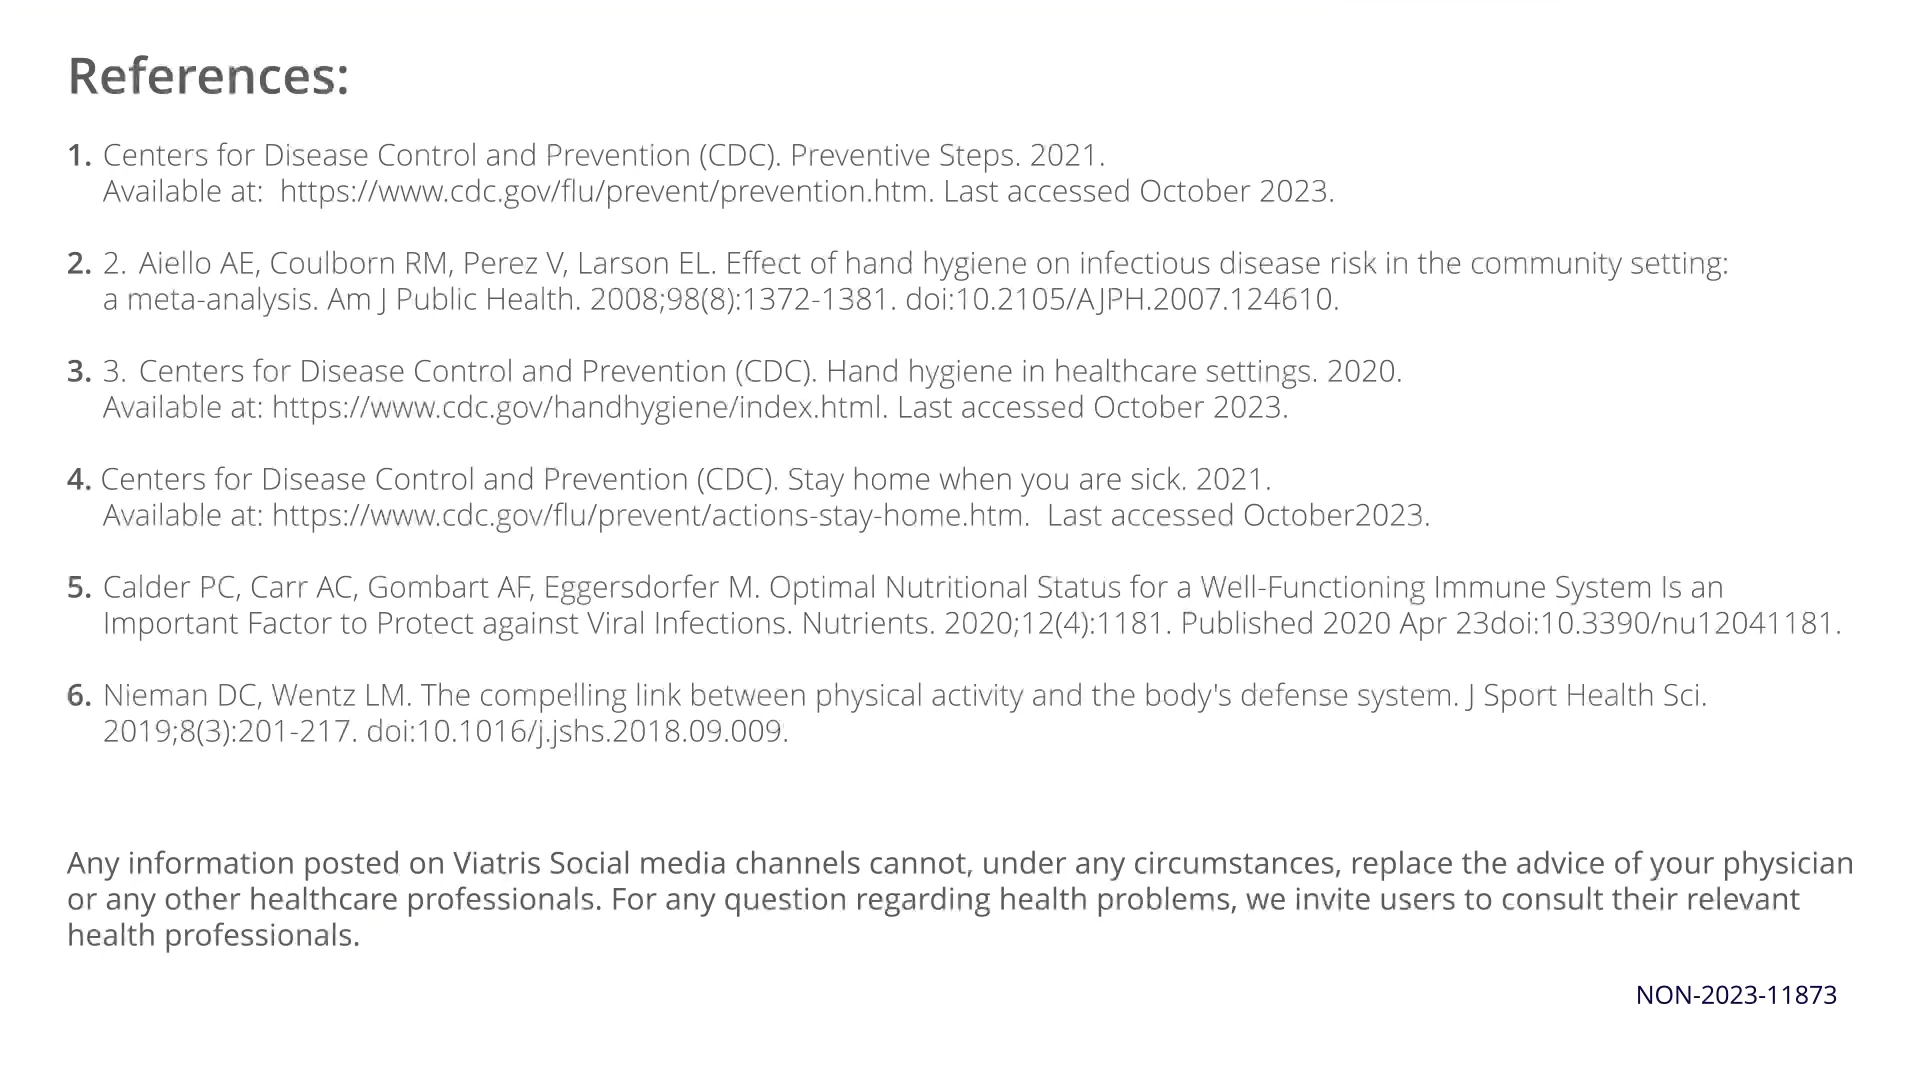 References:
1. Centers for Disease Control and Prevention (CDC). Preventive Steps. 2021.
Available at:  https://www.cdc.gov/flu/prevent/prevention.htm. Last accessed October 2023.
2. 2. Aiello AE, Coulborn RM, Perez V, Larson EL. Effect of hand hygiene on infectious disease risk in the community setting:
a meta-analysis. Am J Public Health. 2008;98(8):1372-1381. doi:10.2105/AJPH.2007.124610.
3. 3. Centers for Disease Control and Prevention (CDC). Hand hygiene in healthcare settings. 2020.
Available at: https://www.cdc.gov/handhygiene/index.html. Last accessed October 2023.
4. Centers for Disease Control and Prevention (CDC). Stay home when you are sick. 2021.
Available at: https://www.cdc.gov/flu/prevent/actions-stay-home.htm.  Last accessed October2023.
5. Calder PC, Carr AC, Gombart AF, Eggersdorfer M. Optimal Nutritional Status for a Well-Functioning Immune System Is an
Important Factor to Protect against Viral Infections. Nutrients. 2020;12(4):1181. Published 2020 Apr 23doi:10.3390/nu12041181.
6. Nieman DC, Wentz LM. The compelling link between physical activity and the body's defense system. J Sport Health Sci.
2019;8(3):201-217. doi:10.1016/j.jshs.2018.09.009.
Any information posted on Viatris Social media channels cannot, under any circumstances, replace the advice of your physician
or any other healthcare professionals. For any question regarding health problems, we invite users to consult their relevant
health professionals.
NON-2023-11873